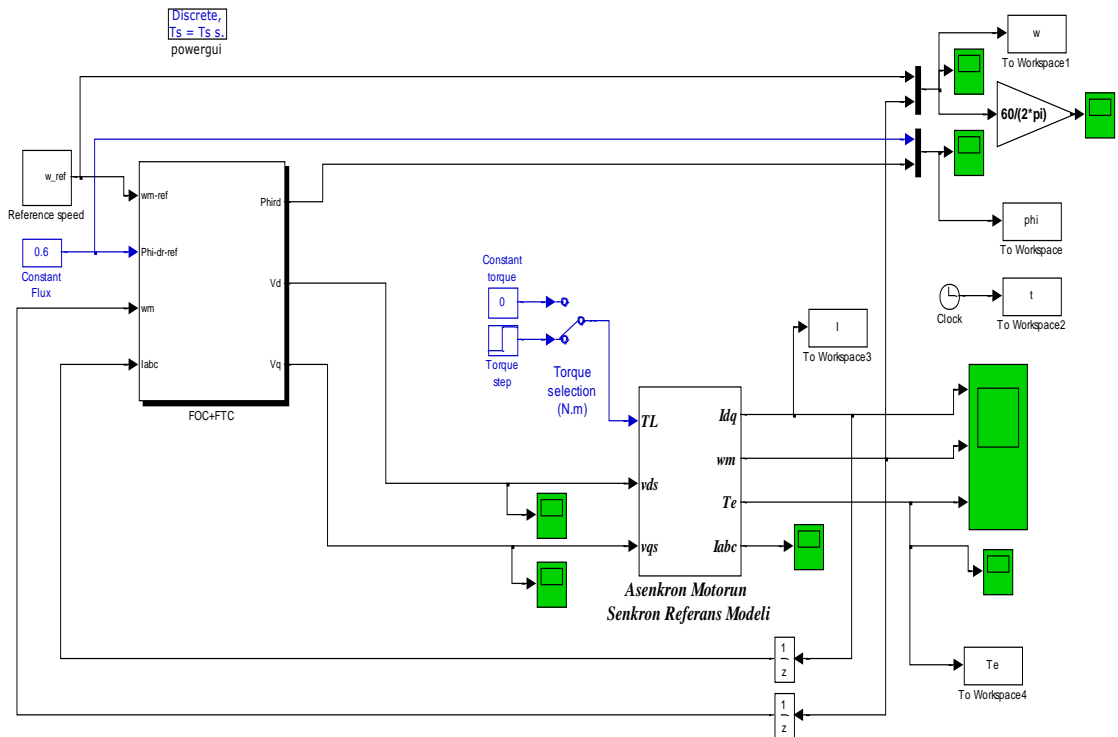 Discrete,
Ts = Ts s.
powergui
w
To Workspace1
60/(2*pi)
w_ref
Reference speed
wm-ref
Phird
0.6
Constant
Flux
Phi-dr-ref
phi
To Workspace
Vd
Constant
torque
0
Clock
t
To Workspace2
wm
I
To Workspace3
Torque
step
Torque
selection
(N.m)
Iabc
Vq
FOC+FTC
TL
Idq
wm
vds
Te
vqs
Iabc
Asenkron Motorun
Senkron Referans Modeli
1
z
Te
To Workspace4
1
z